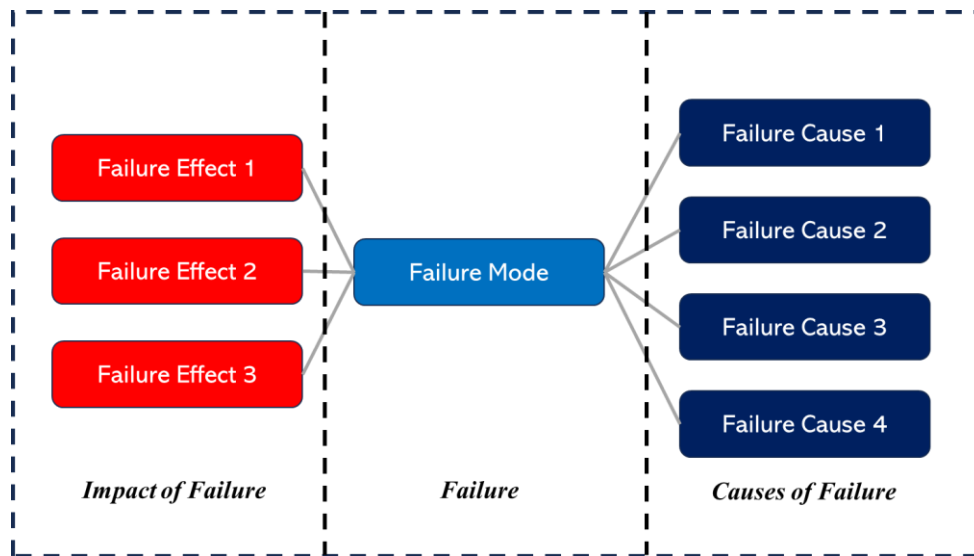 Failure Effect 1
Failure Effect 2
Failure Effect 3
Impact of Failure
Failure Mode
Failure
Failure Cause 1
Failure Cause 2
Failure Cause 3
Failure Cause 4
Causes of Failure